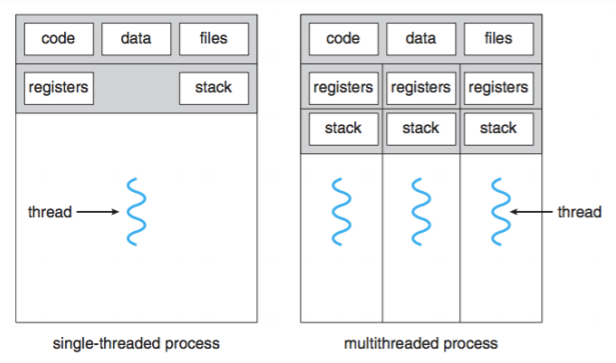 code data files
registers stack
thread
single-threaded process
code data files
registers registers registers
stack stack stack
thread
multithreaded process